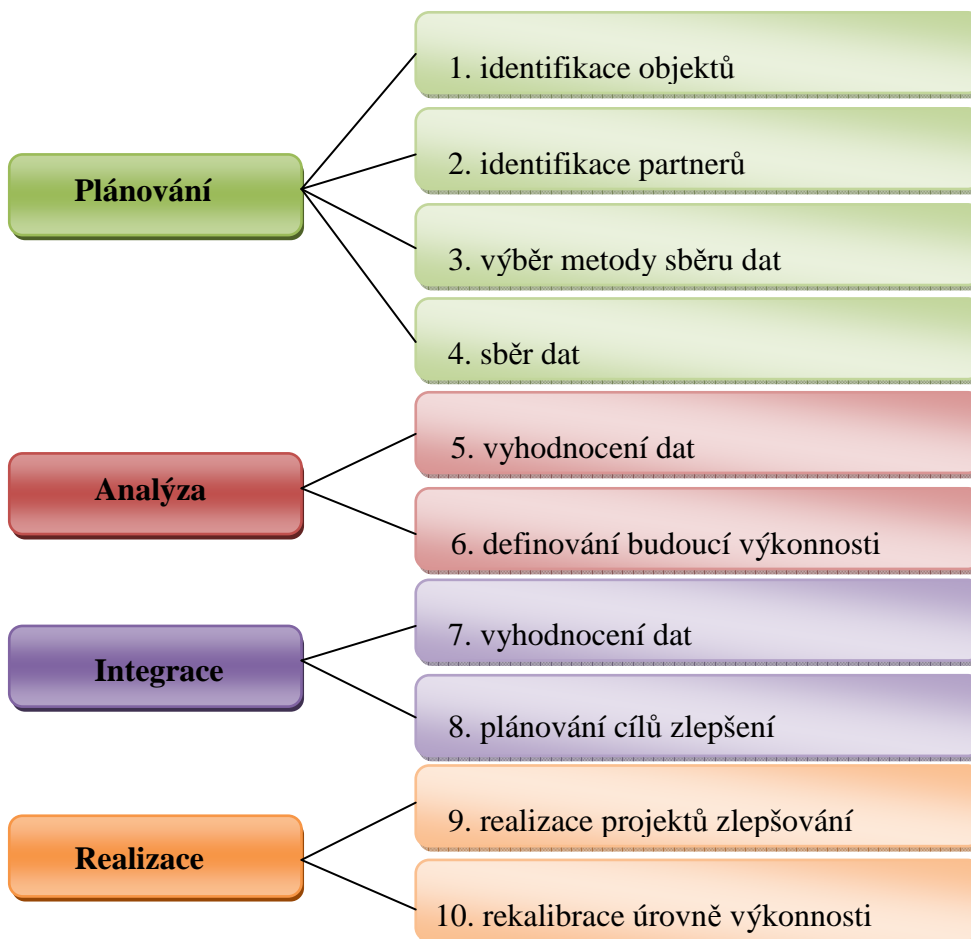 Plánování
1. identifikace objektů
2. identifikace partnerů
3. výběr metody sběru dat
4. sběr dat
Analýza
5. vyhodnocení dat
6. definování budoucí výkonnosti
Integrace
7. vyhodnocení dat
8. plánování cílů zlepšení
Realizace
9. realizace projektů zlepšování
10. rekalibrace úrovně výkonnosti